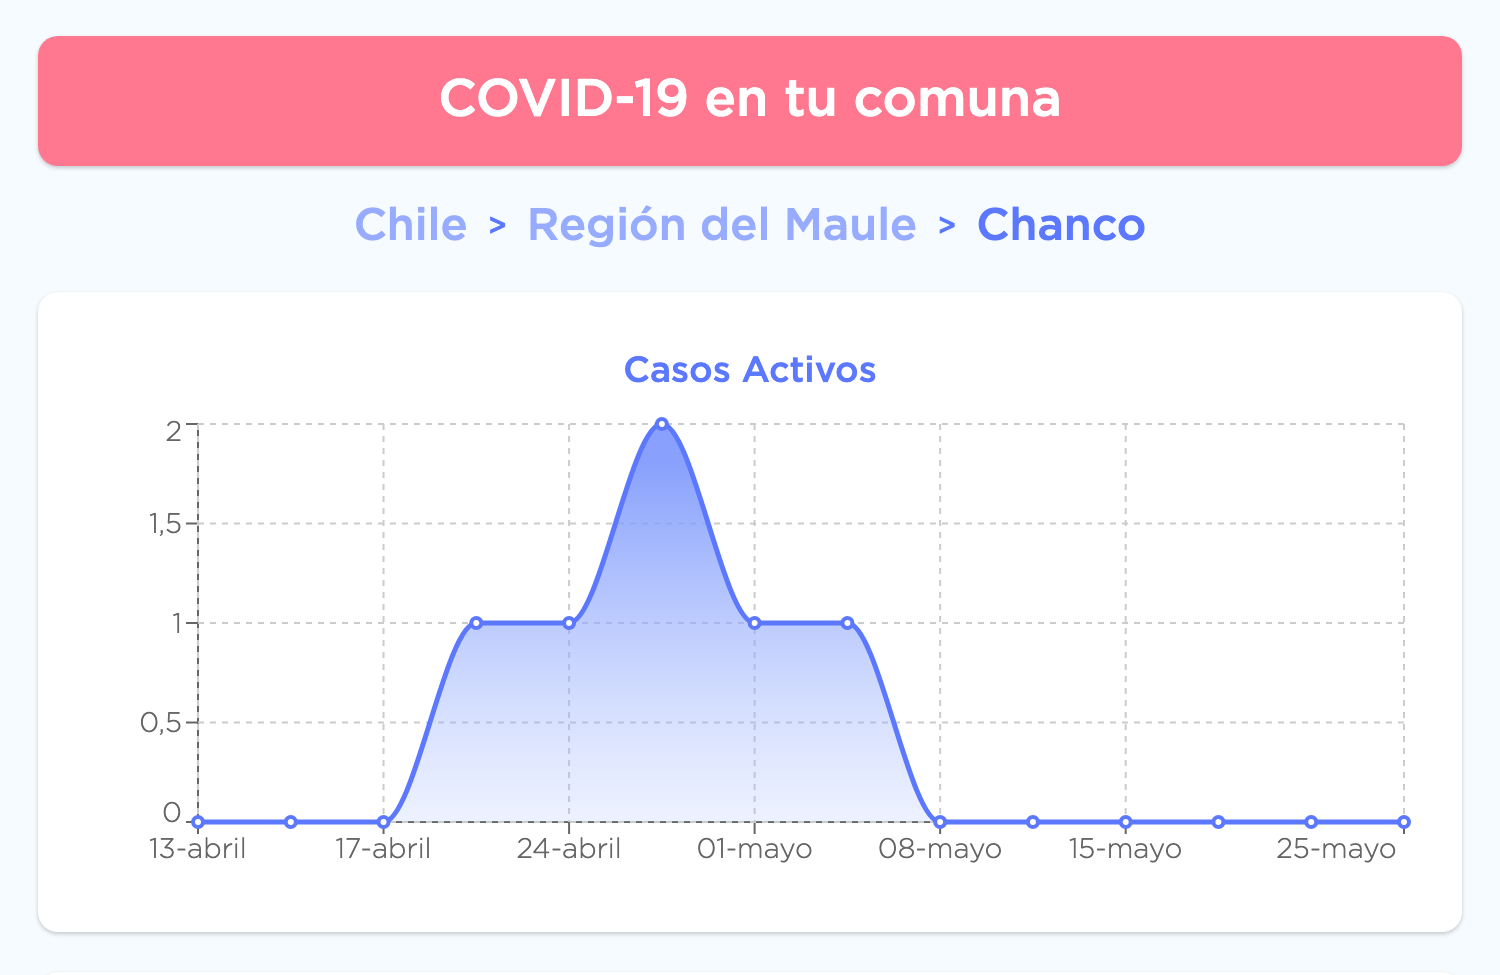 COVID-19 en tu comuna
Chile > Región del Maule > Chanco
Casos Activos
2
1,5
1
0,5
0
13-abril 17-abril 24-abril 01-mayo 08-mayo 15-mayo 25-mayo